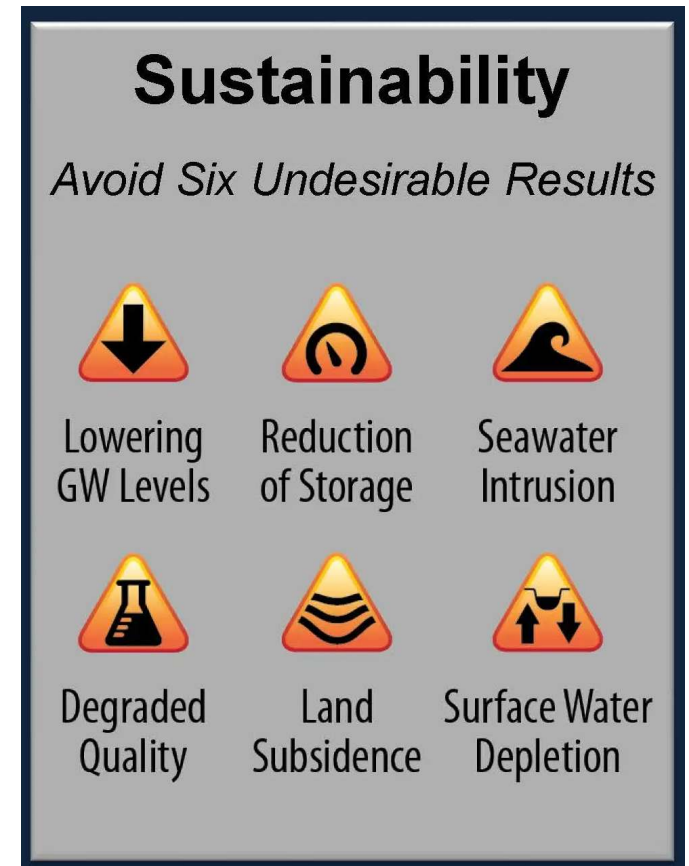 Sustainability
Avoid Six Undesirable Results
Lowering
GW Levels
Reduction
of Storage
Seawater
Intrusion
Degraded
Quality
Land
Subsidence
Surface Water
Depletion